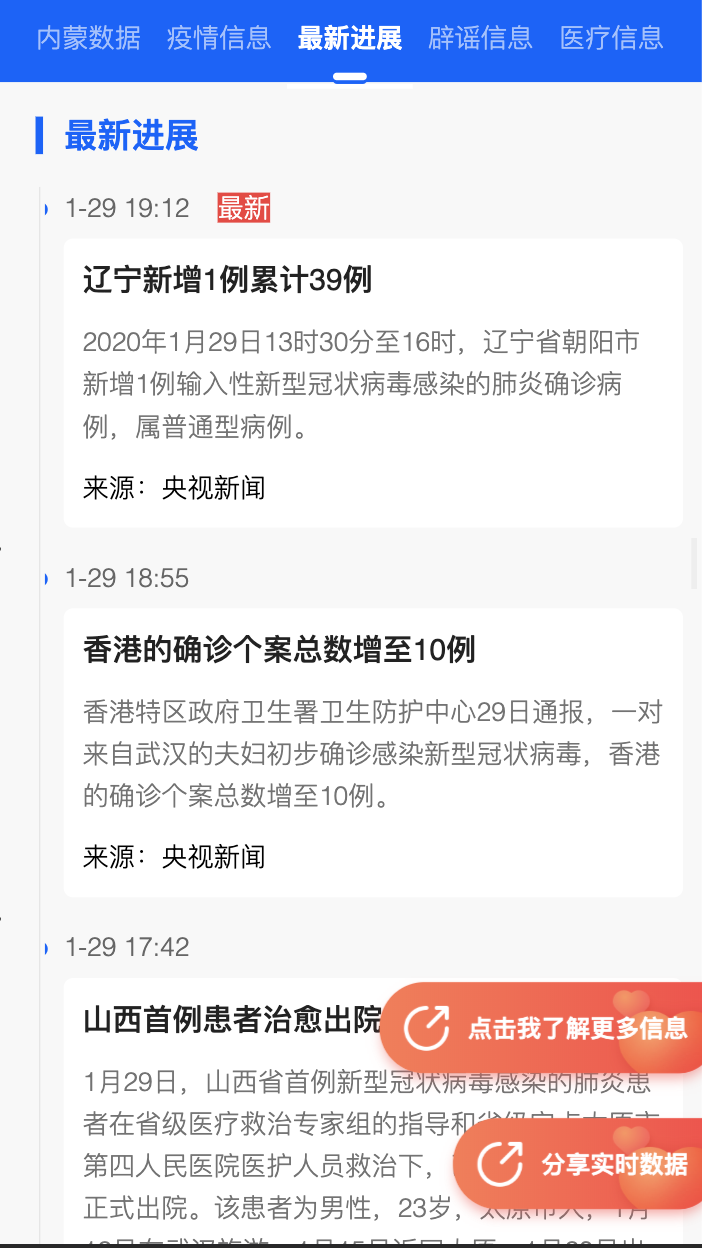 内蒙数据 疫情信息 最新进展 辟谣信息 医疗信息
最新进展
1-29 19:12 最新
辽宁新增1例累计39例
2020年1月29日13时30分至16时，辽宁省朝阳市
新增1例输入性新型冠状病毒感染的肺炎确诊病
例，属普通型病例。
来源：央视新闻
1-29 18:55
香港的确诊个案总数增至10例
香港特区政府卫生署卫生防护中心29日通报，一对
来自武汉的夫妇初步确诊感染新型冠状病毒，香港
的确诊个案总数增至10例。
来源：央视新闻
1-29 17:42
山西首例患者治愈出院
点击我了解更多信息
1月29日，山西省首例新型冠状病毒感染的肺炎患
者在省级医疗救治专家组的指导和
第四人民医院医护人员救治下，
分享实时数据
正式出院。该患者为男性，23岁，太原市人，1月